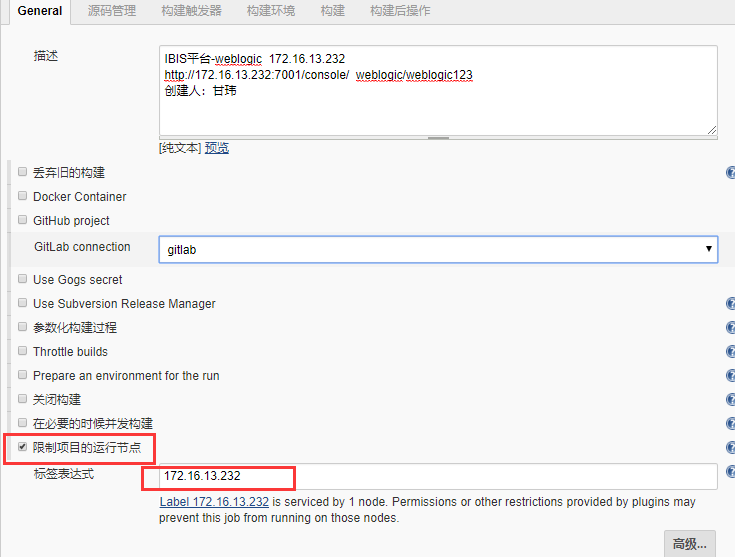 General 源码管理 构建触发器 构建环境 构建 构建后操作
描述
IBIS平台-weblogic 172.16.13.232
http://172.16.13.232:7001/console/ weblogic/weblogic123
创建人：甘玮
[纯文本] 预览
丢弃旧的构建
Docker Container
GitHub project
GitLab connection
gitlab
Use Gogs secret
Use Subversion Release Manager
参数化构建过程
Throttle builds
Prepare an environment for the run
关闭构建
在必要的时候并发构建
限制项目的运行节点
标签表达式
172.16.13.232
Label 172.16.13.232 is serviced by 1 node. Permissions or other restrictions provided by plugins may
prevent this job from running on those nodes.
高级...